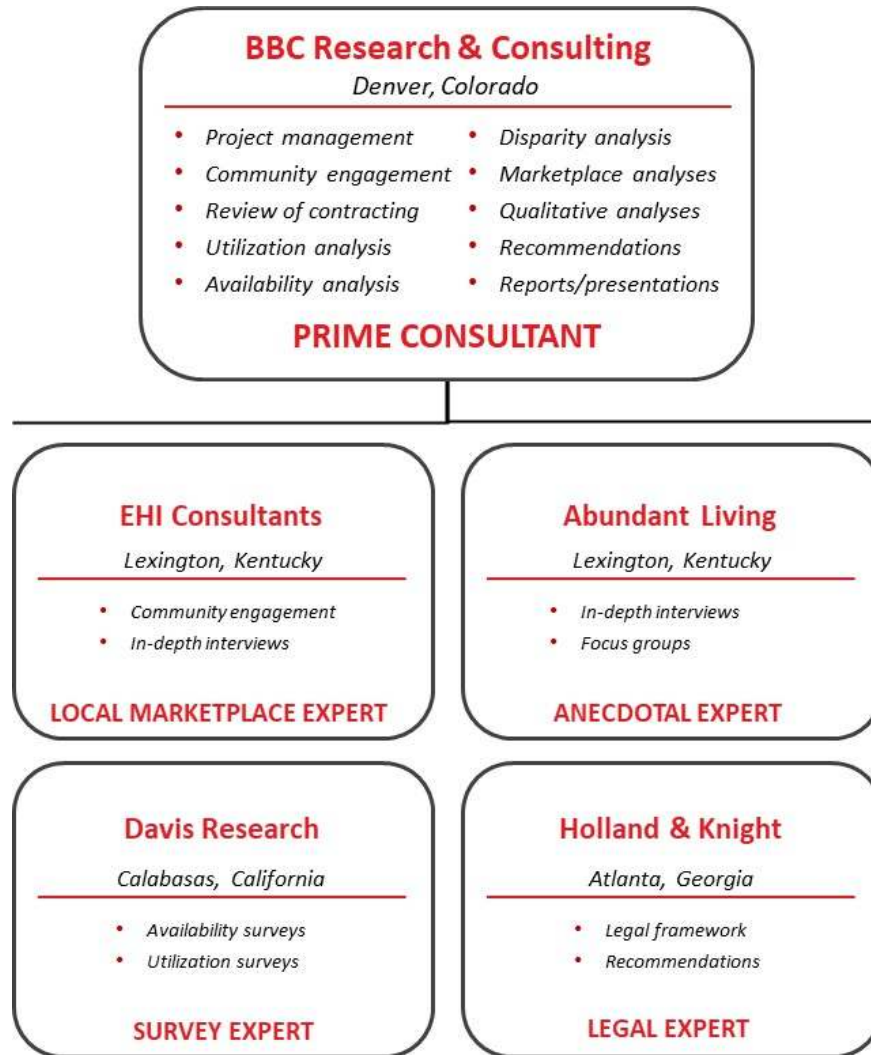 BBC Research & Consulting
Denver, Colorado
• Project management
• Community engagement
• Review of contracting
• Utilization analysis
• Availability analysis
• Disparity analysis
• Marketplace analyses
• Qualitative analyses
• Recommendations
• Reports/presentations
PRIME CONSULTANT
EHI Consultants
Lexington, Kentucky
• Community engagement
• In-depth interviews
LOCAL MARKETPLACE EXPERT
Abundant Living
Lexington, Kentucky
• In-depth interviews
• Focus groups
ANECDOTAL EXPERT
Davis Research
Calabasas, California
• Availability surveys
• Utilization surveys
SURVEY EXPERT
Holland & Knight
Atlanta, Georgia
• Legal framework
• Recommendations
LEGAL EXPERT